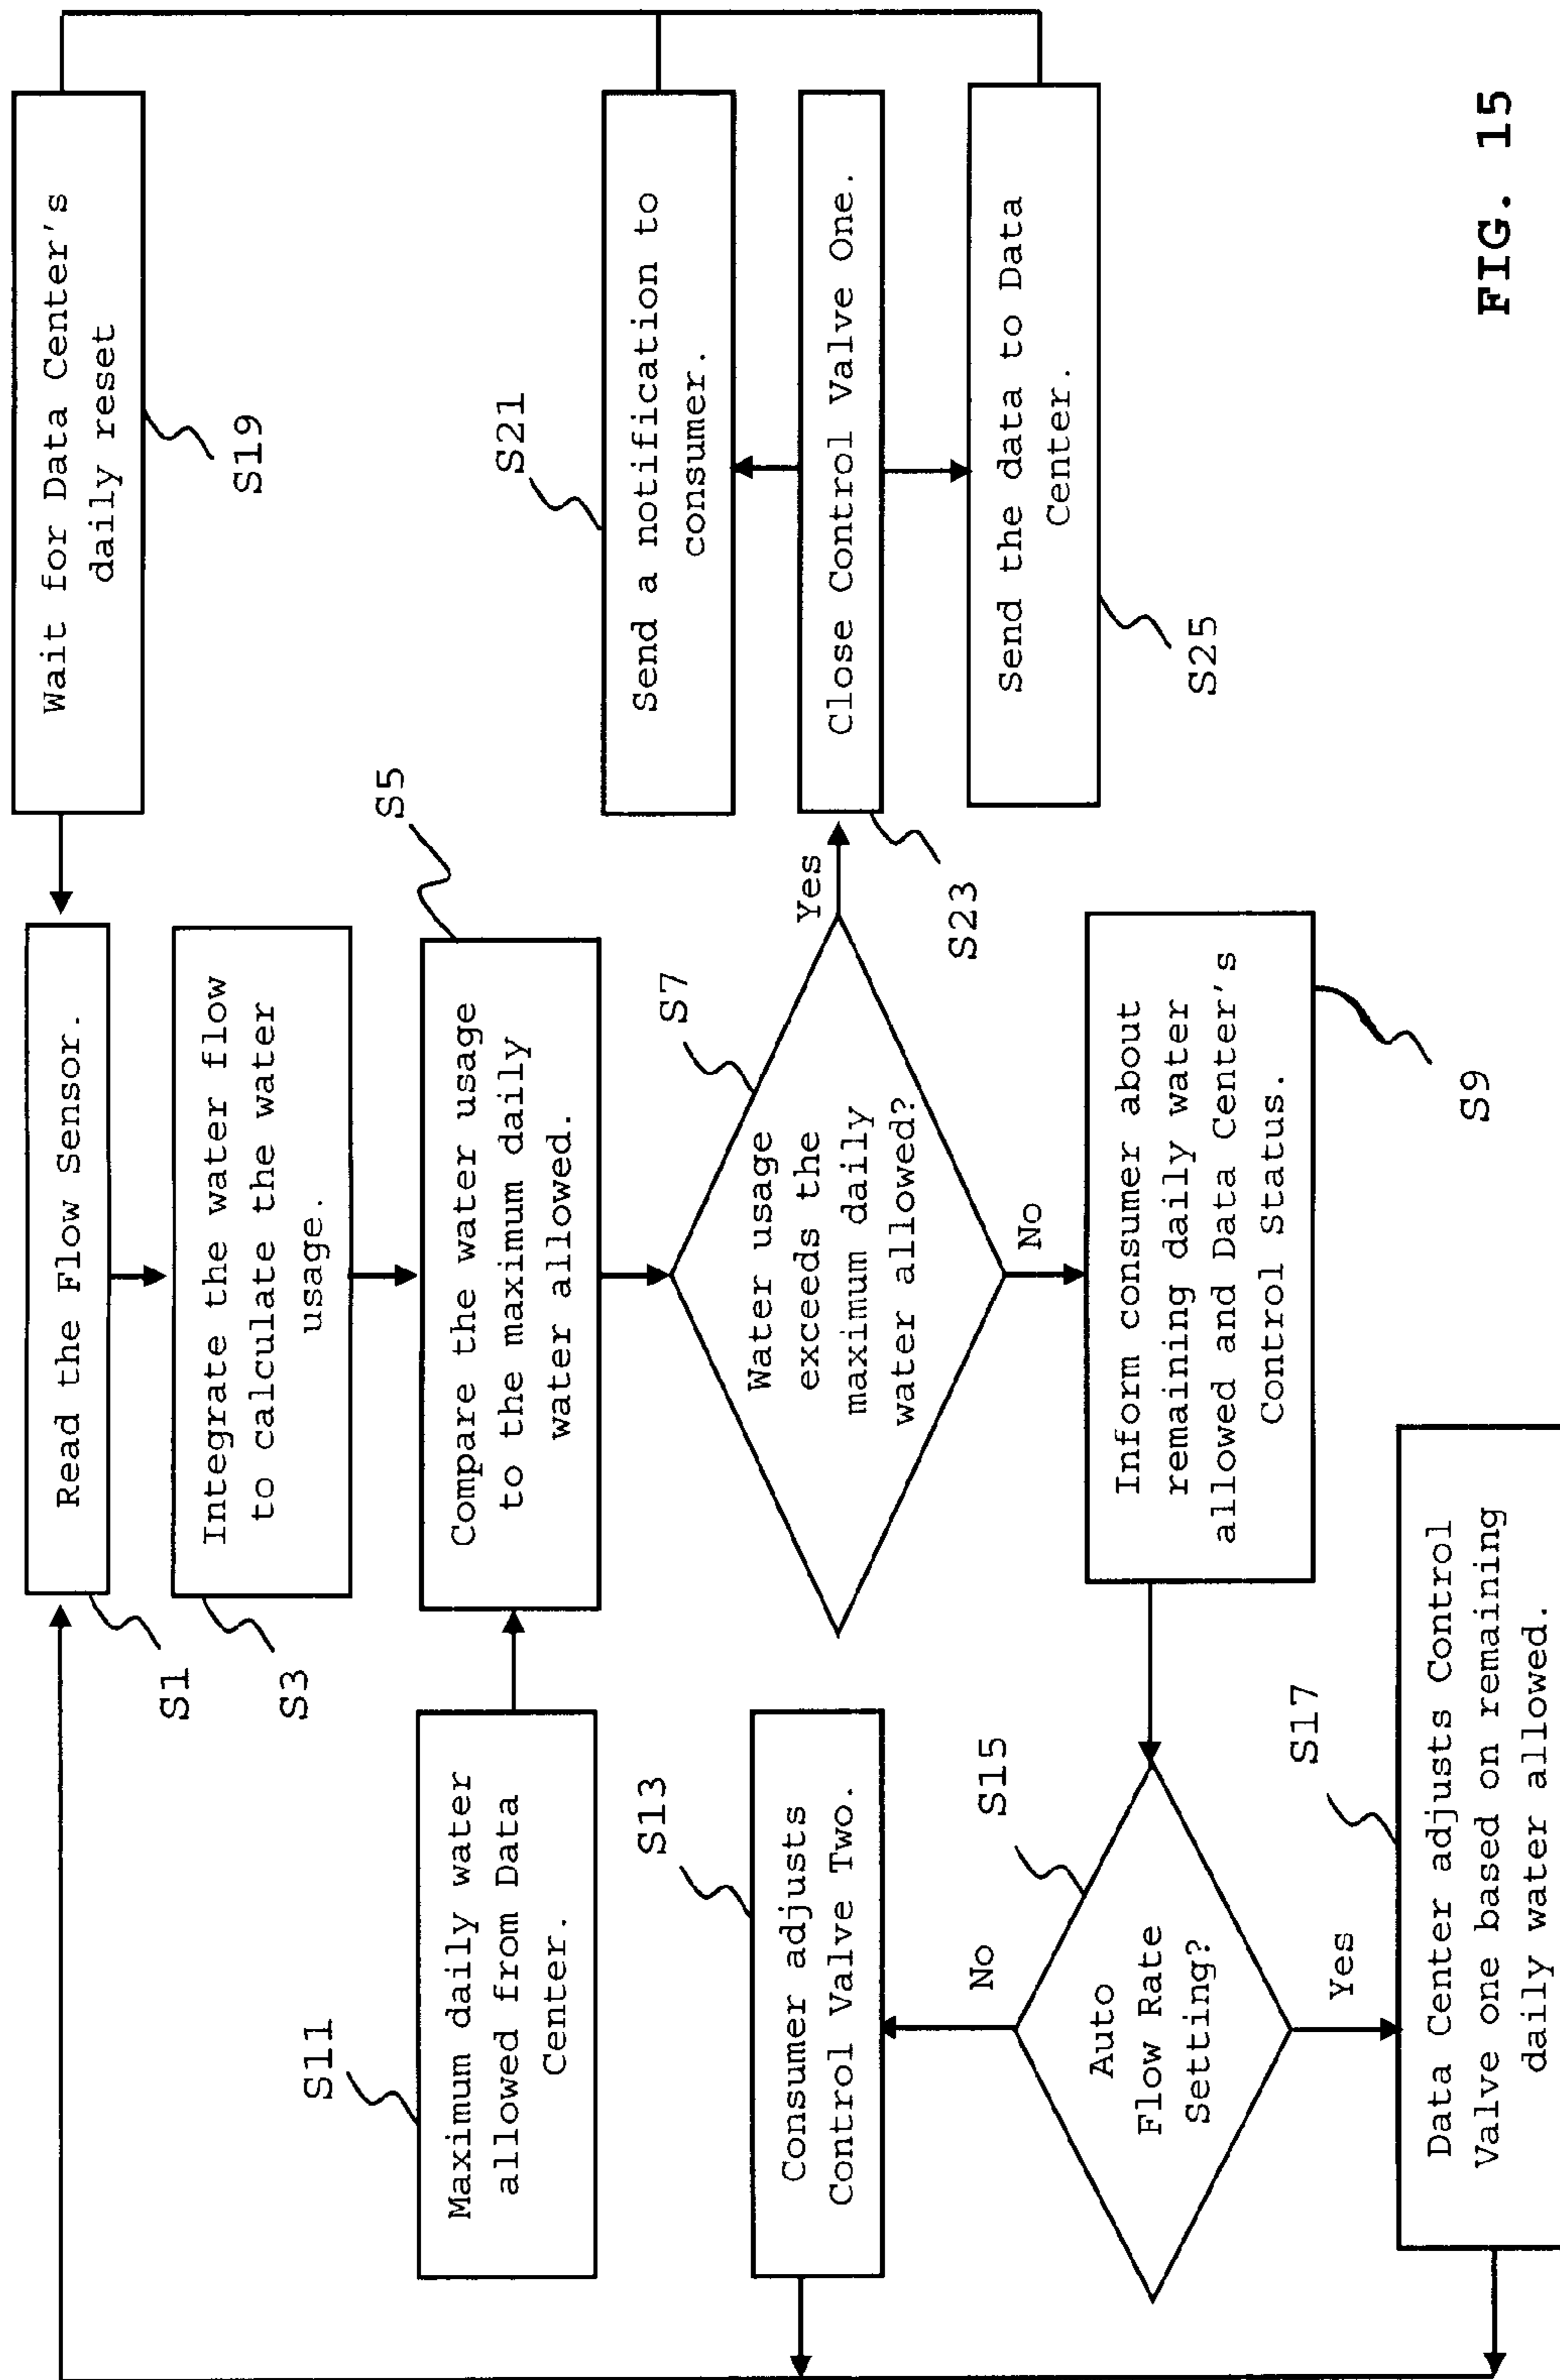 Read the Flow Sensor.
S1
Wait for Data Center's
daily reset
S19
Integrate the water flow
to calculate the water
usage.
S3
S11
Maximum daily water
allowed from Data
Center.
Compare the water usage
to the maximum daily
water allowed.
S5
Water usage
exceeds the
maximum daily
water allowed?
S7
Yes
No
S21
Send a notification to
consumer.
Close Control Valve One.
S23
Send the data to Data
Center.
S25
Inform consumer about
remaining daily water
allowed and Data Center's
Control Status.
S9
S13
Consumer adjusts
Control Valve Two.
No
S15
Auto
Flow Rate
Setting?
Yes
S17
Data Center adjusts Control
Valve one based on remaining
daily water allowed.
FIG. 15